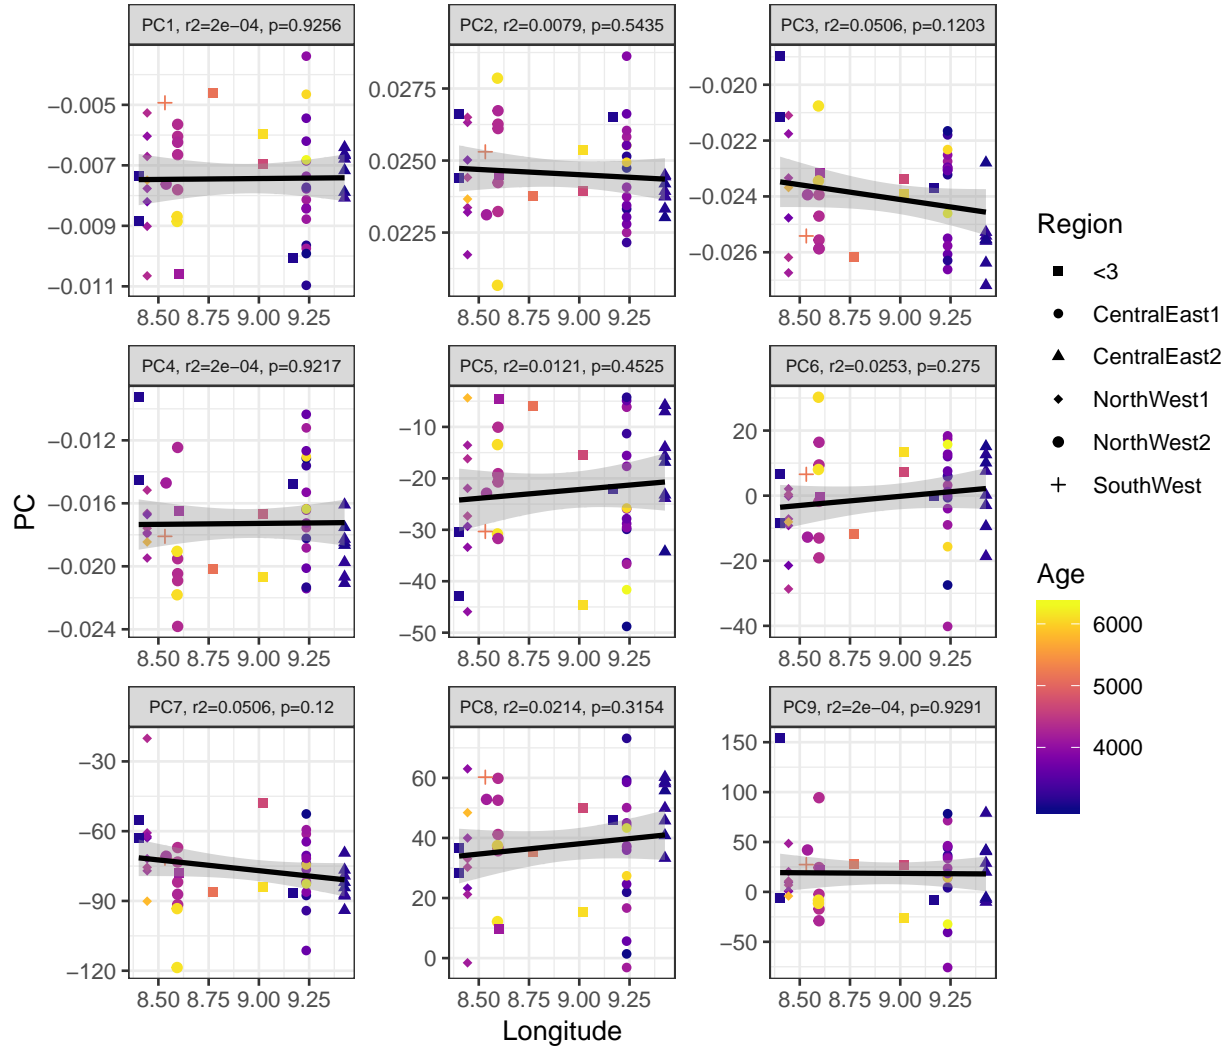 PC1, r2=2e−04, p=0.9256
PC2, r2=0.0079, p=0.5435
PC3, r2=0.0506, p=0.1203
−0.005
−0.007
−0.009
−0.011
0.0275
0.0250
0.0225
−0.020
−0.022
−0.024
−0.026
8.50 8.75 9.00 9.25
8.50 8.75 9.00 9.25
8.50 8.75 9.00 9.25
PC4, r2=2e−04, p=0.9217
PC5, r2=0.0121, p=0.4525
PC6, r2=0.0253, p=0.275
−0.012
−0.016
−0.020
−0.024
−10
−20
−30
−40
−50
20
0
−20
−40
8.50 8.75 9.00 9.25
8.50 8.75 9.00 9.25
8.50 8.75 9.00 9.25
PC7, r2=0.0506, p=0.12
PC8, r2=0.0214, p=0.3154
PC9, r2=2e−04, p=0.9291
−30
−60
−90
−120
60
40
20
0
150
100
50
25
0
−50
8.50 8.75 9.00 9.25
8.50 8.75 9.00 9.25
8.50 8.75 9.00 9.25
Longitude
PC
Region
<3
CentralEast1
CentralEast2
NorthWest1
NorthWest2
SouthWest
Age
6000
5000
4000